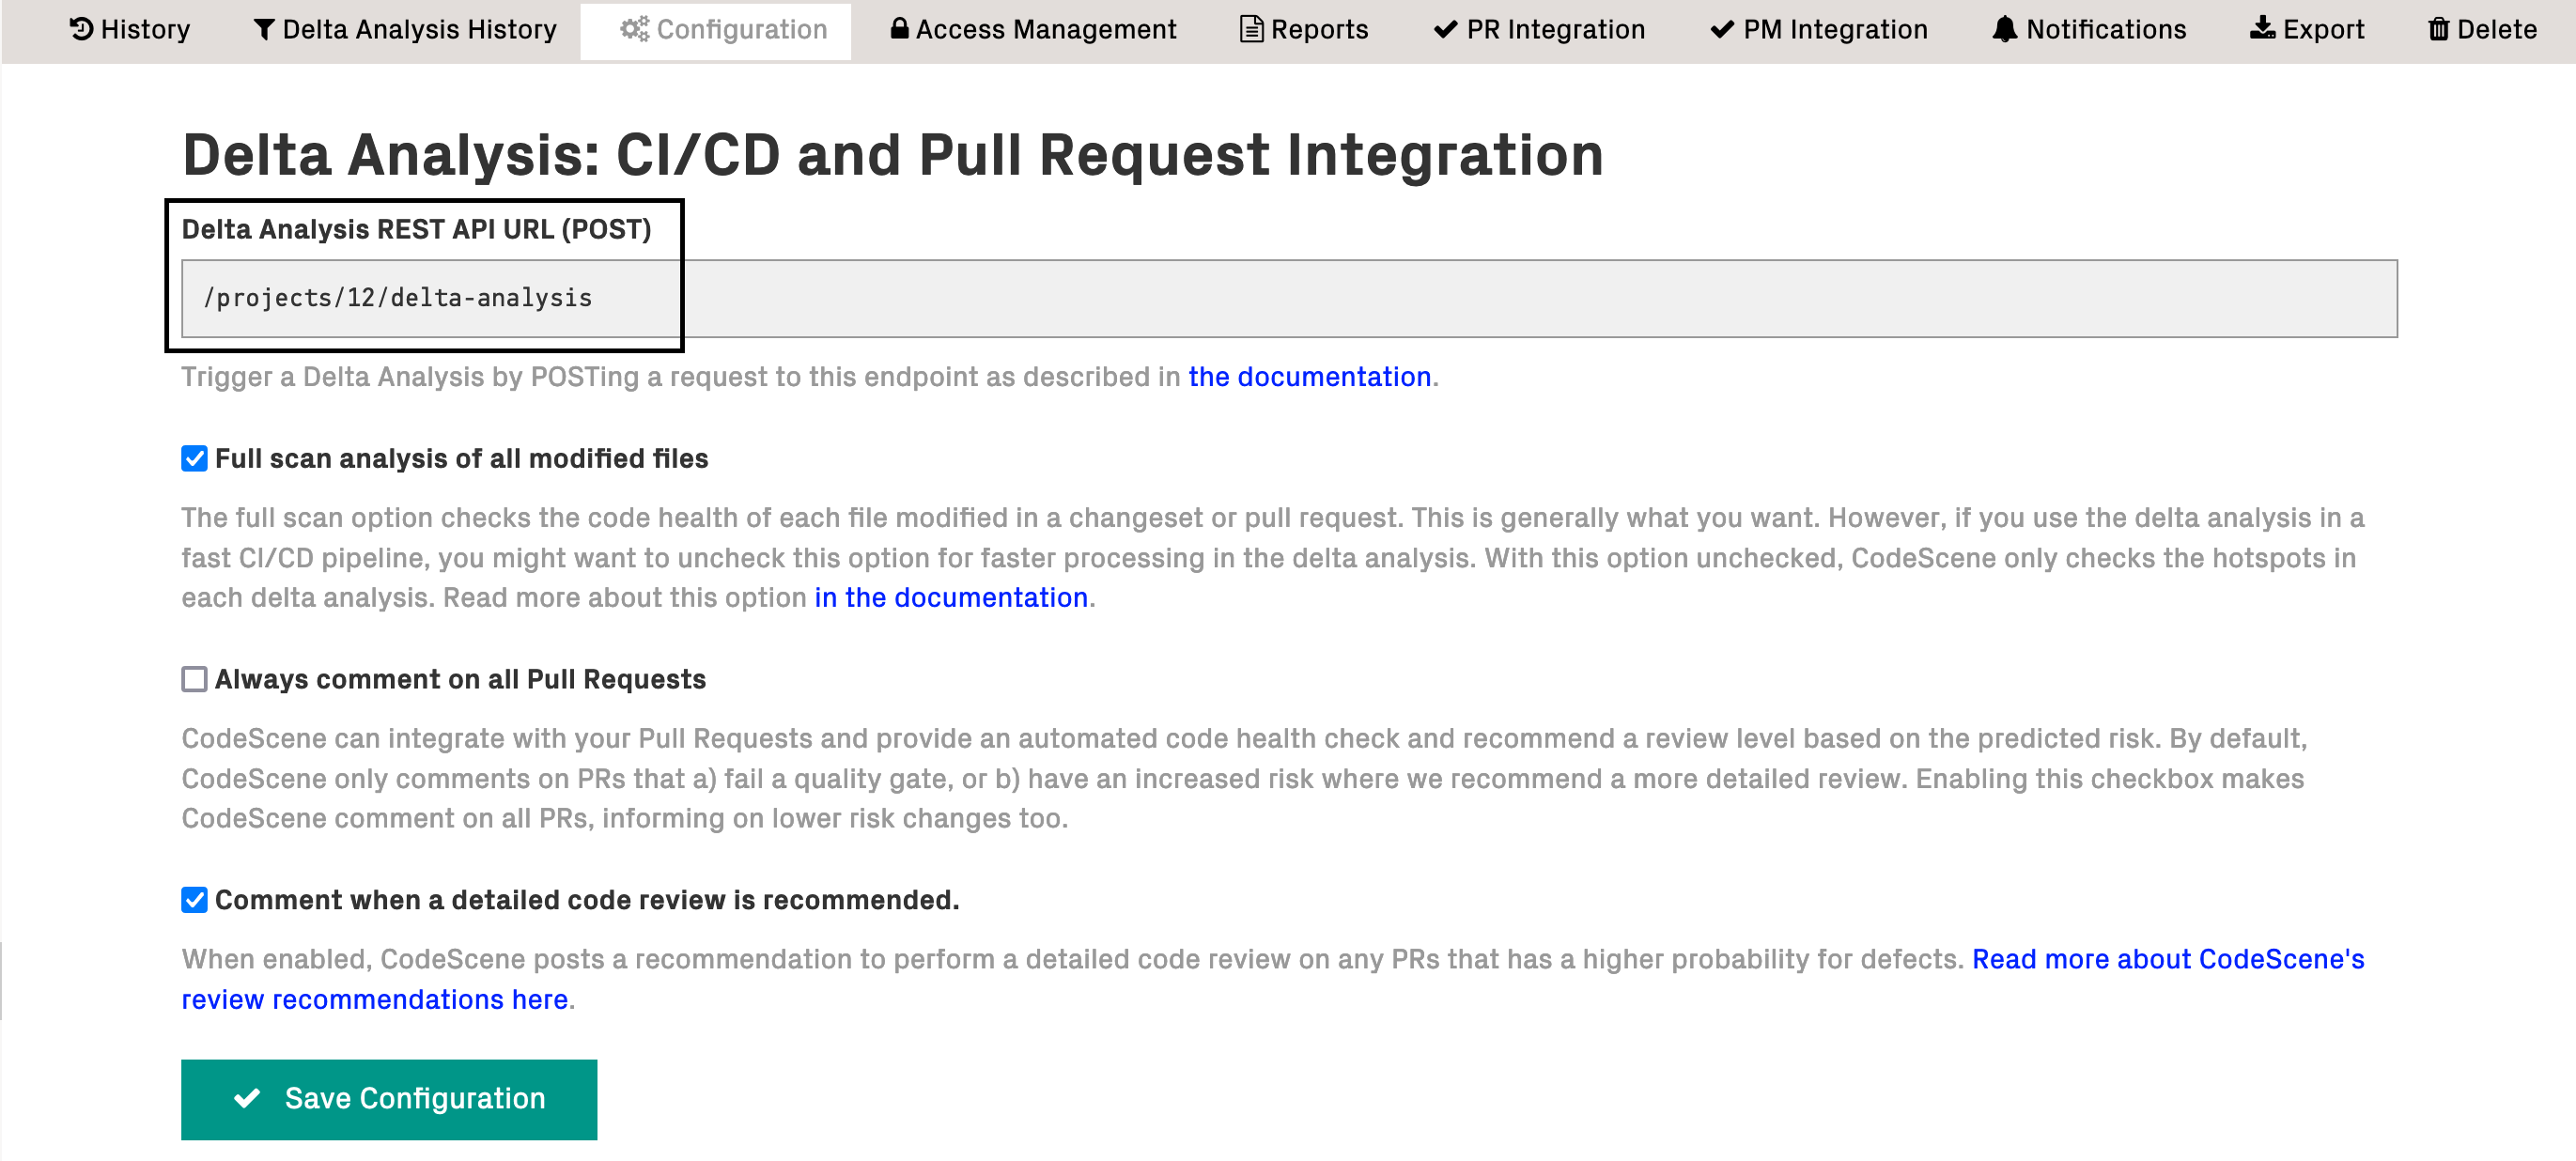 History Delta Analysis History Configuration Access Management Reports PR Integration PM Integration Notifications Export Delete
Delta Analysis: CI/CD and Pull Request Integration
Delta Analysis REST API URL (POST)
/projects/12/delta-analysis
Trigger a Delta Analysis by POSTing a request to this endpoint as described in the documentation.
Full scan analysis of all modified files
The full scan option checks the code health of each file modified in a changeset or pull request. This is generally what you want. However, if you use the delta analysis in a
fast CI/CD pipeline, you might want to uncheck this option for faster processing in the delta analysis. With this option unchecked, CodeScene only checks the hotspots in
each delta analysis. Read more about this option in the documentation.
Always comment on all Pull Requests
CodeScene can integrate with your Pull Requests and provide an automated code health check and recommend a review level based on the predicted risk. By default,
CodeScene only comments on PRs that a) fail a quality gate, or b) have an increased risk where we recommend a more detailed review. Enabling this checkbox makes
CodeScene comment on all PRs, informing on lower risk changes too.
Comment when a detailed code review is recommended.
When enabled, CodeScene posts a recommendation to perform a detailed code review on any PRs that has a higher probability for defects. Read more about CodeScene's
review recommendations here.
Save Configuration